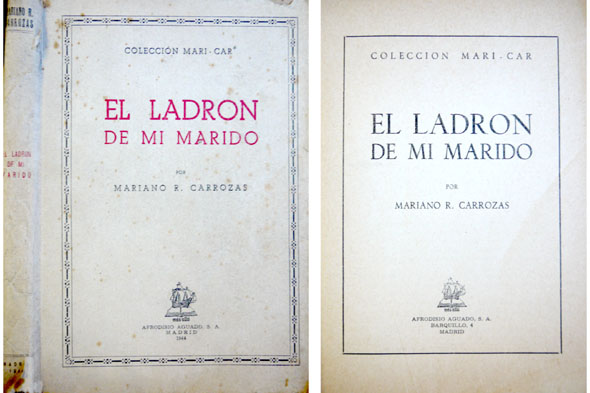 MARIANO R.
CARROZAS
EL LADRON
DE MI
MARIDO
COLECCIÓN MARI-CAR
EL LADRON
DE MI MARIDO
POR
MARIANO R. CARROZAS
AFRODISIO AGUADO, S. A.
MADRID
1944
COLECCION MARI-CAR
EL LADRON
DE MI MARIDO
POR
MARIANO R. CARROZAS
AFRODISIO AGUADO, S. A.
BARQUILLO, 4
MADRID